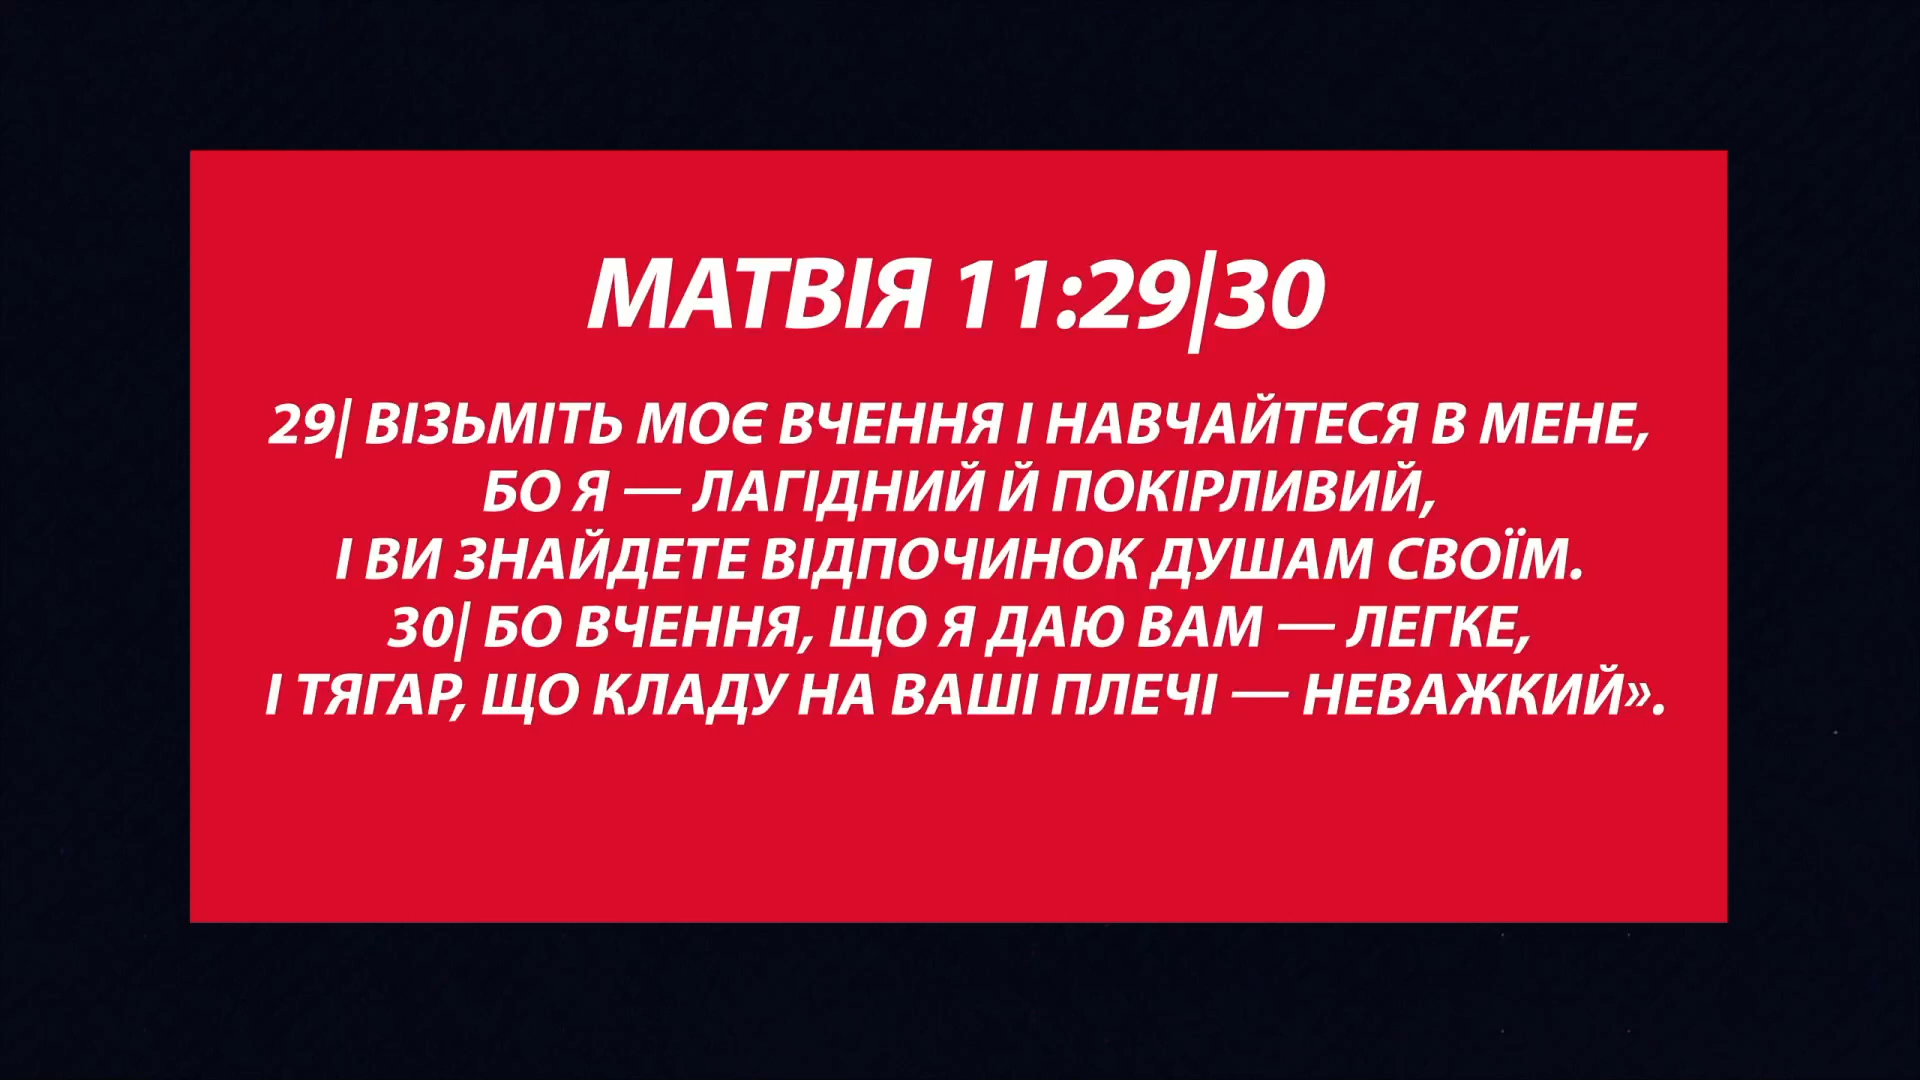 МАТВІЯ 11:29|30
29| ВІЗЬМІТЬ МОЄ ВЧЕННЯ І НАВЧАЙТЕСЯ В МЕНЕ,
БО Я — ЛАГІДНИЙ Й ПОКІРЛИВИЙ,
І ВИ ЗНАЙДЕТЕ ВІДПОЧИНОК ДУШАМ СВОЇМ.
30| БО ВЧЕННЯ, ЩО Я ДАЮ ВАМ — ЛЕГКЕ,
І ТЯГАР, ЩО КЛАДУ НА ВАШІ ПЛЕЧІ — НЕВАЖКИЙ».